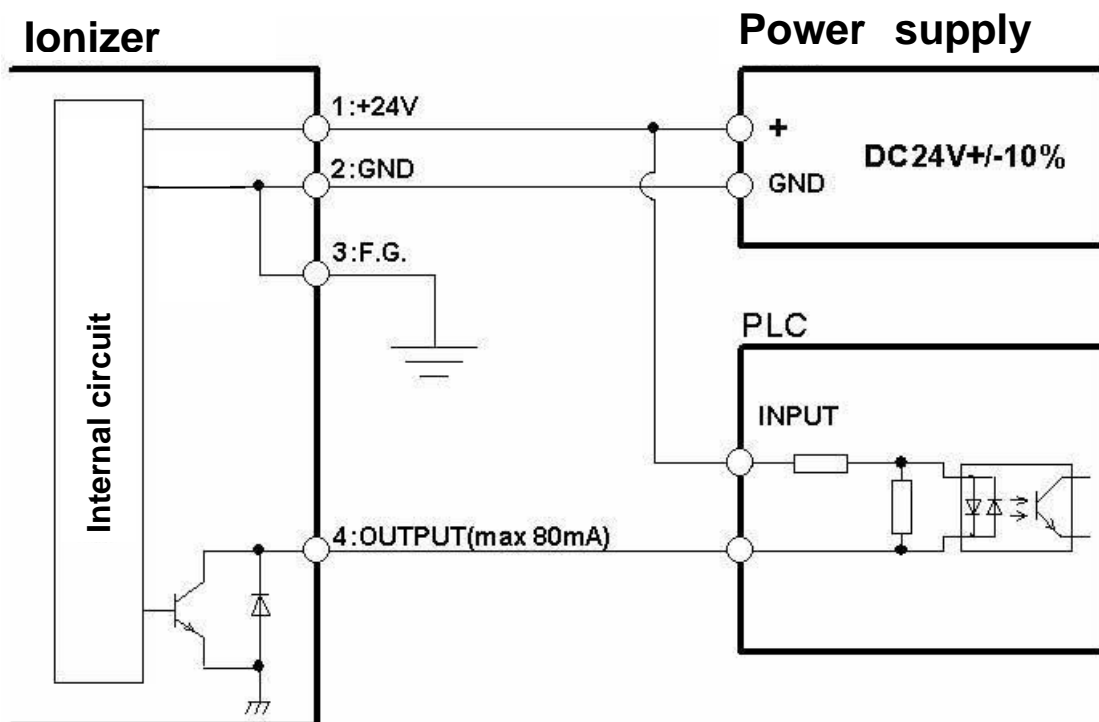 Ionizer
Power supply
1:+24V
+
DC24V+/-10%
2:GND
GND
3:F.G.
Internal circuit
PLC
INPUT
4:OUTPUT(max 80mA)